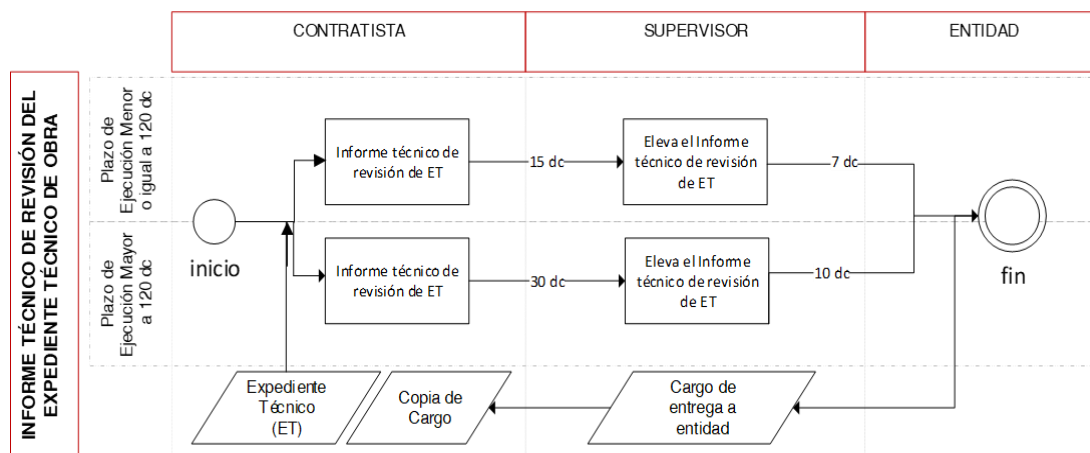 CONTRATISTA
SUPERVISOR
ENTIDAD
INFORME TÉCNICO DE REVISIÓN DEL
EXPEDIENTE TÉCNICO DE OBRA
Plazo de
Ejecución Menor
o igual a 120 dc
Informe técnico de
revisión de ET
15 dc
Eleva el Informe
técnico de revisión
de ET
7 dc
inicio
fin
Plazo de
Ejecución Mayor
a 120 dc
Informe técnico de
revisión de ET
30 dc
Eleva el Informe
técnico de revisión
de ET
10 dc
Expediente
Técnico
(ET)
Copia de
Cargo
Cargo de
entrega a
entidad